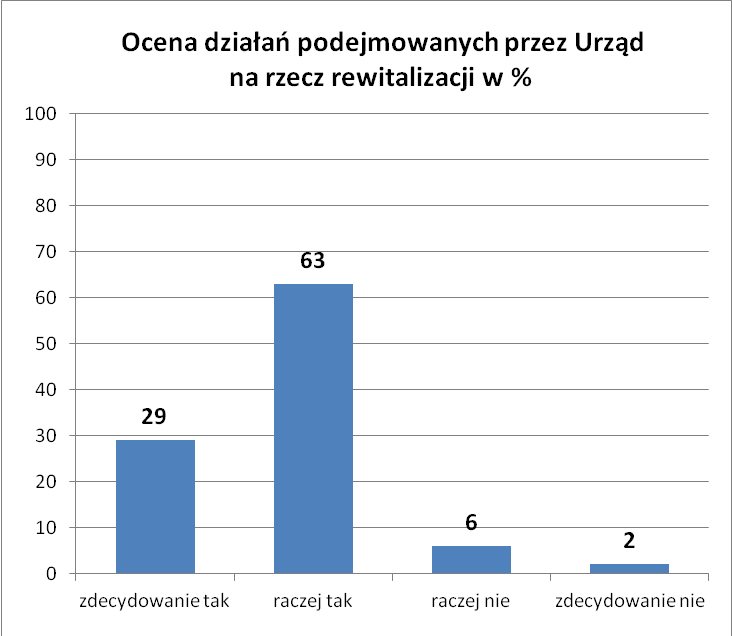 Ocena działań podejmowanych przez Urząd
na rzecz rewitalizacji w %
100
90
80
70
60
50
40
30
20
10
0
29
63
6
2
zdecydowanie tak
raczej tak
raczej nie
zdecydowanie nie